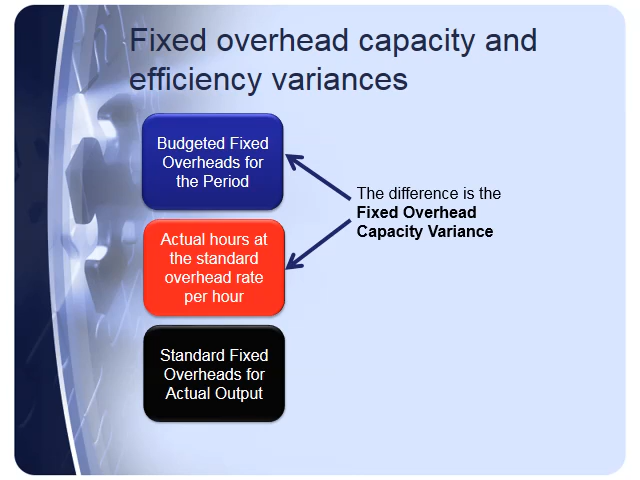 Fixed overhead capacity and
efficiency variances
Budgeted Fixed
Overheads for
the Period
The difference is the
Fixed Overhead
Capacity Variance
Actual hours at
the standard
overhead rate
per hour
Standard Fixed
Overheads for
Actual Output